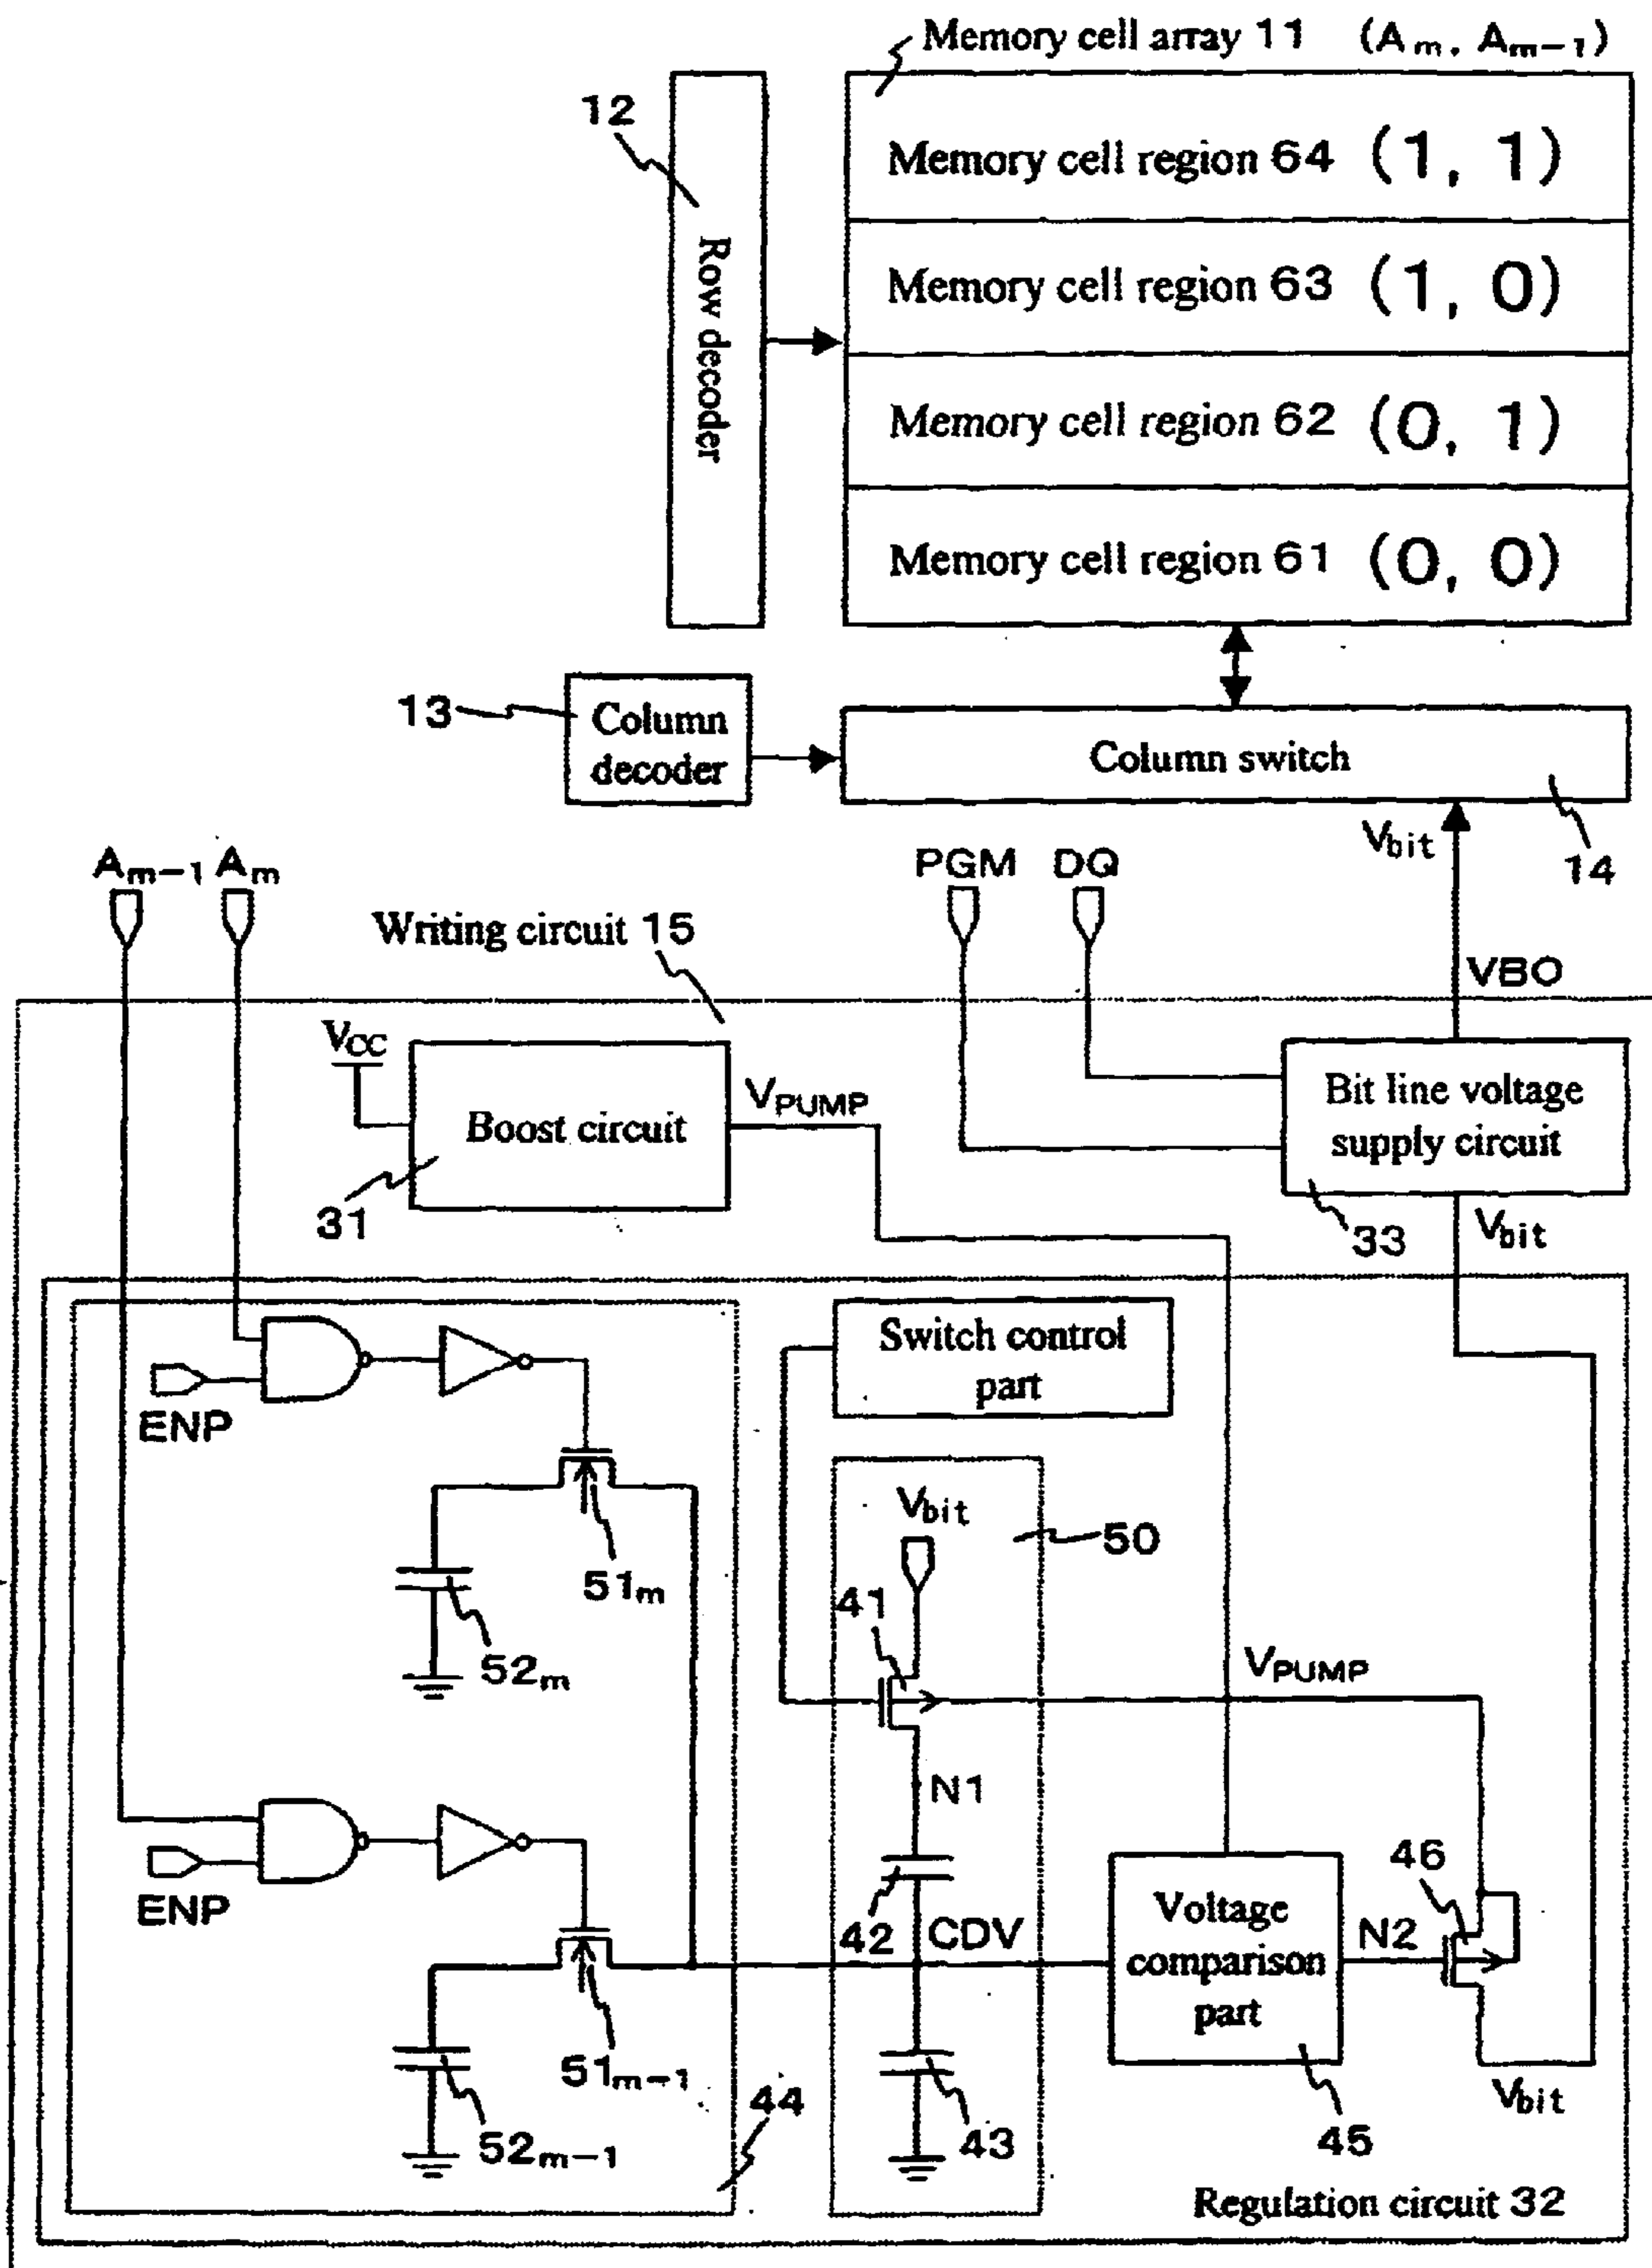 Memory cell array 11 (Am, Am-1)
12
Memory cell region 64 (1, 1)
Row decoder
Memory cell region 63 (1, 0)
Memory cell region 62 (0, 1)
Memory cell region 61 (0, 0)
13
Column
decoder
Column switch
14
Vbit
Am-1 Am
PGM DQ
Writing circuit 15
VBO
VCC
Boost circuit
31
VPUMP
Bit line voltage
supply circuit
33
Vbit
Switch control
part
ENP
51m
52m
Vbit
50
41
VPUMP
N1
ENP
42
CDV
Voltage
comparison
part
N2
46
51m-1
52m-1
44
43
45
Vbit
Regulation circuit 32